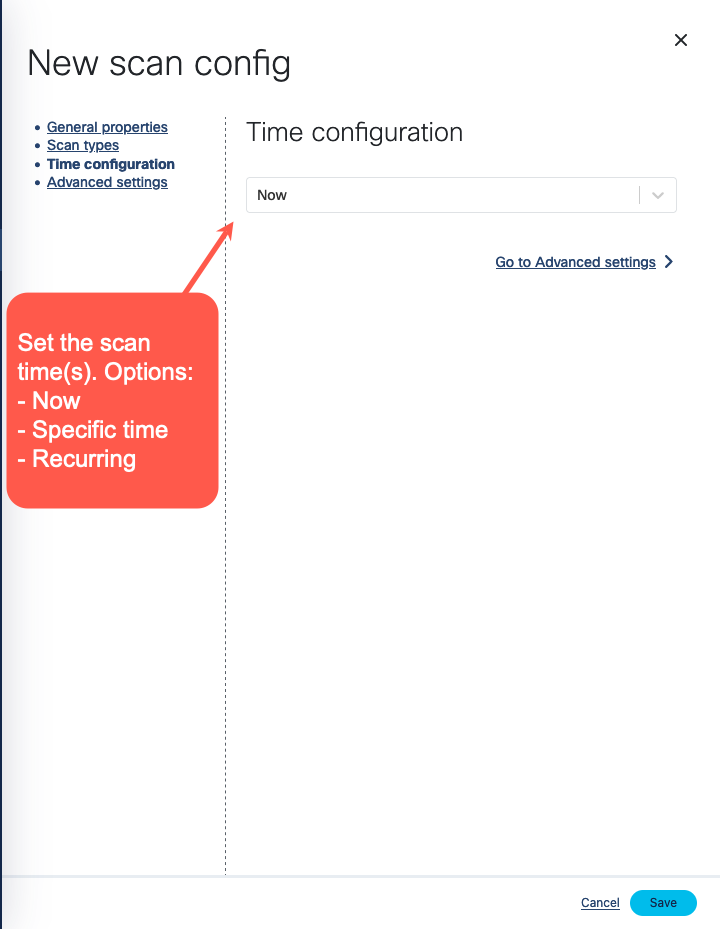 New scan config
General properties
Scan types
Time configuration
Advanced settings
Time configuration
Now
Go to Advanced settings
Set the scan
time(s). Options:
- Now
- Specific time
- Recurring
Cancel
Save